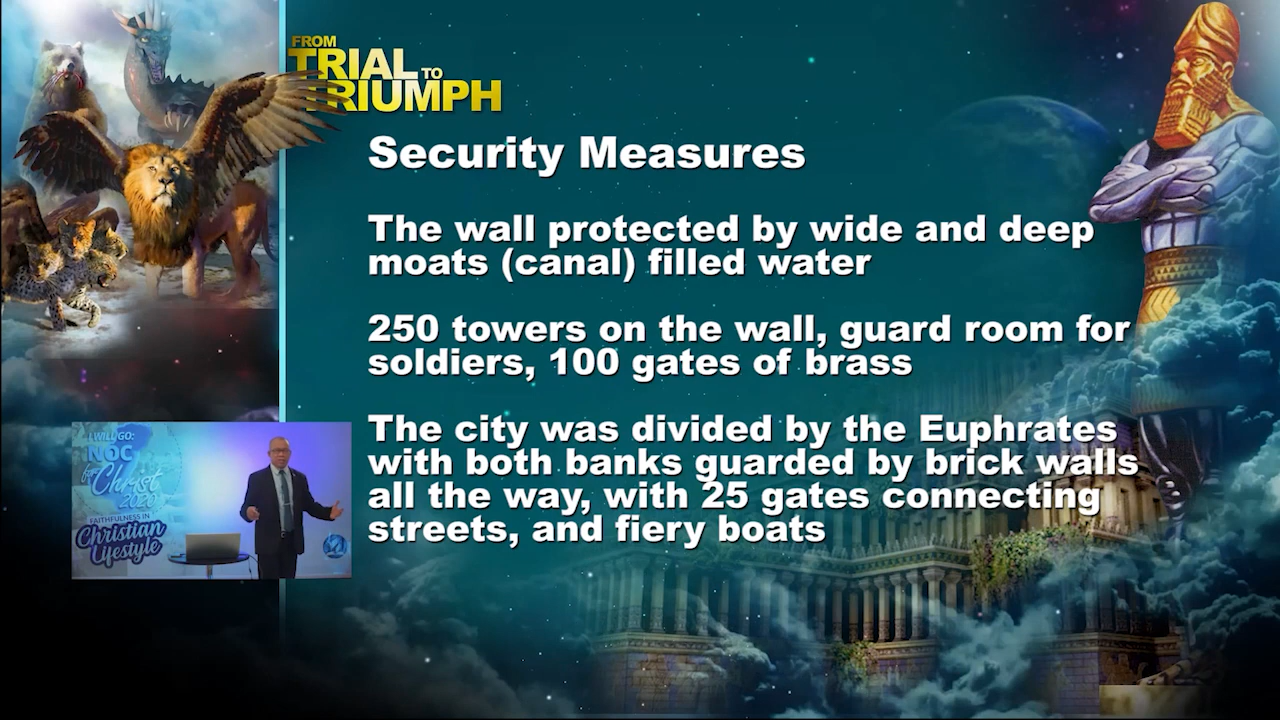 FROM
TRIAL TO
TRIUMPH
Security Measures
The wall protected by wide and deep
moats (canal) filled water
250 towers on the wall, guard room for
soldiers, 100 gates of brass
The city was divided by the Euphrates
with both banks guarded by brick walls
all the way, with 25 gates connecting
streets, and fiery boats
I WILL GO:
NOC
for
Christ
2020
FAITHFULNESS IN
Christian
Lifestyle